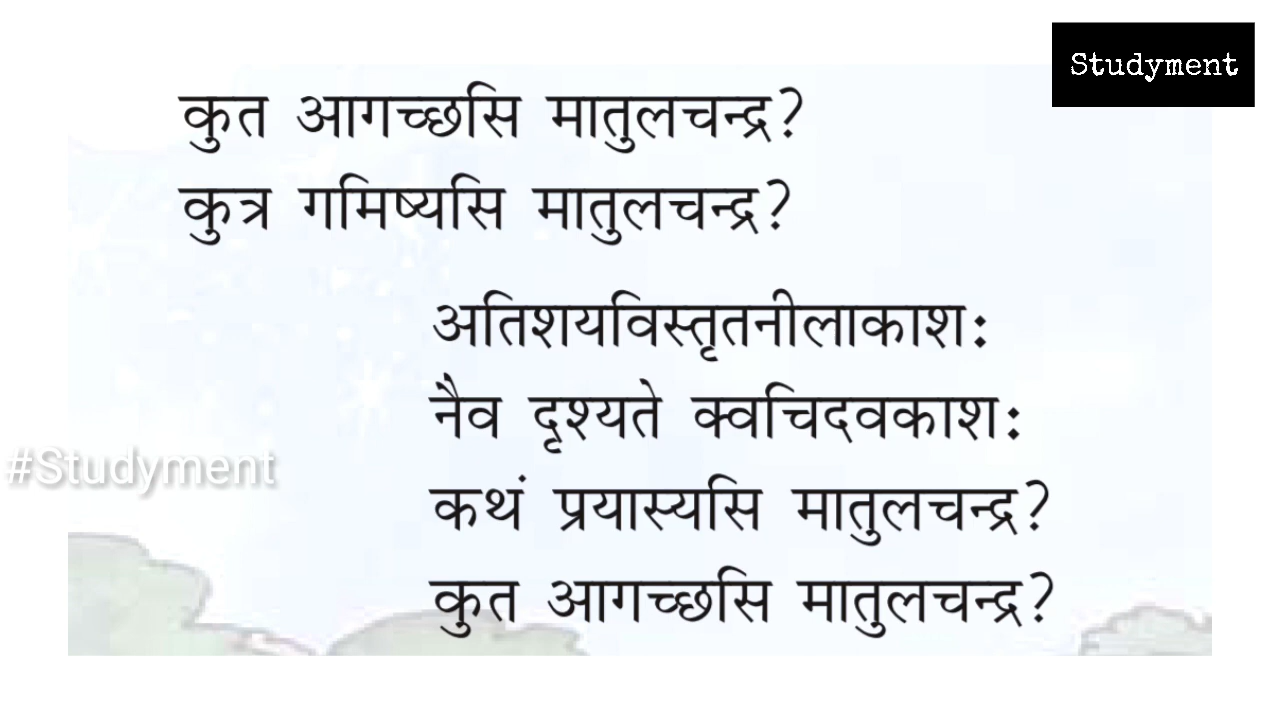 Studyment
कुत आगच्छसि मातुलचन्द्र?
कुत्र गमिष्यसि मातुलचन्द्र?
अतिशयविस्तृतनीलाकाशः
नैव दृश्यते क्वचिदवकाशः
#Studyment
कथं प्रयास्यसि मातुलचन्द्र?
कुत आगच्छसि मातुलचन्द्र?